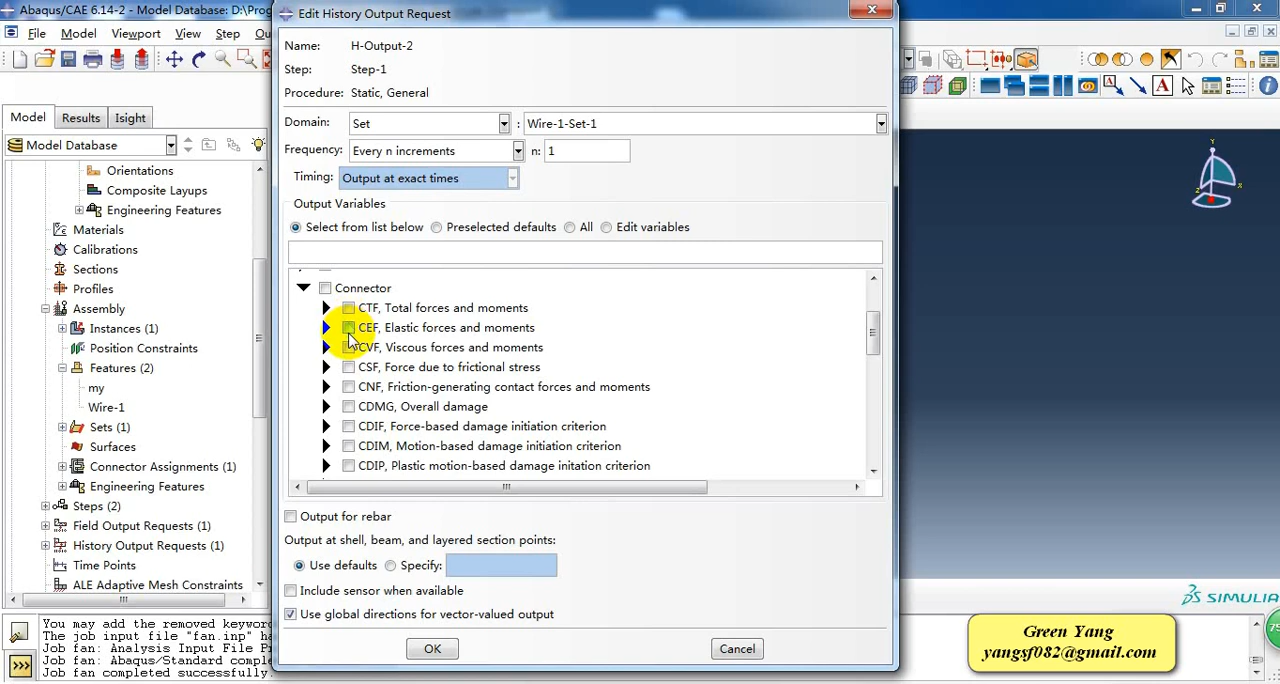 Abaqus/CAE 6.14-2 - Model Database: D:\Prog
Edit History Output Request
File Model Viewport View Step
Name: H-Output-2
Step: Step-1
Procedure: Static, General
Model Results Isight
Domain: Set : Wire-1-Set-1
Model Database
Frequency: Every n increments n: 1
Timing: Output at exact times
Orientations
Composite Layups
Engineering Features
Materials
Calibrations
Sections
Profiles
Assembly
Instances (1)
Position Constraints
Features (2)
my
Wire-1
Sets (1)
Surfaces
Connector Assignments (1)
Engineering Features
Steps (2)
Field Output Requests (1)
History Output Requests (1)
Time Points
ALE Adaptive Mesh Constraints
Output Variables
Select from list below Preselected defaults All Edit variables
Connector
CTF, Total forces and moments
CEF, Elastic forces and moments
CVF, Viscous forces and moments
CSF, Force due to frictional stress
CNF, Friction-generating contact forces and moments
CDMG, Overall damage
CDIF, Force-based damage initiation criterion
CDIM, Motion-based damage initiation criterion
CDIP, Plastic motion-based damage initation criterion
Output for rebar
Output at shell, beam, and layered section points:
Use defaults Specify:
Include sensor when available
Use global directions for vector-valued output
OK Cancel
Y
X
A
SIMULIA
You may add the removed keyword
The job input file "fan.inp" ha
Job fan: Analysis Input File Pr
Job fan: Abaqus/Standard comple
Job fan completed successfully.
Green Yang
yangsf082@gmail.com